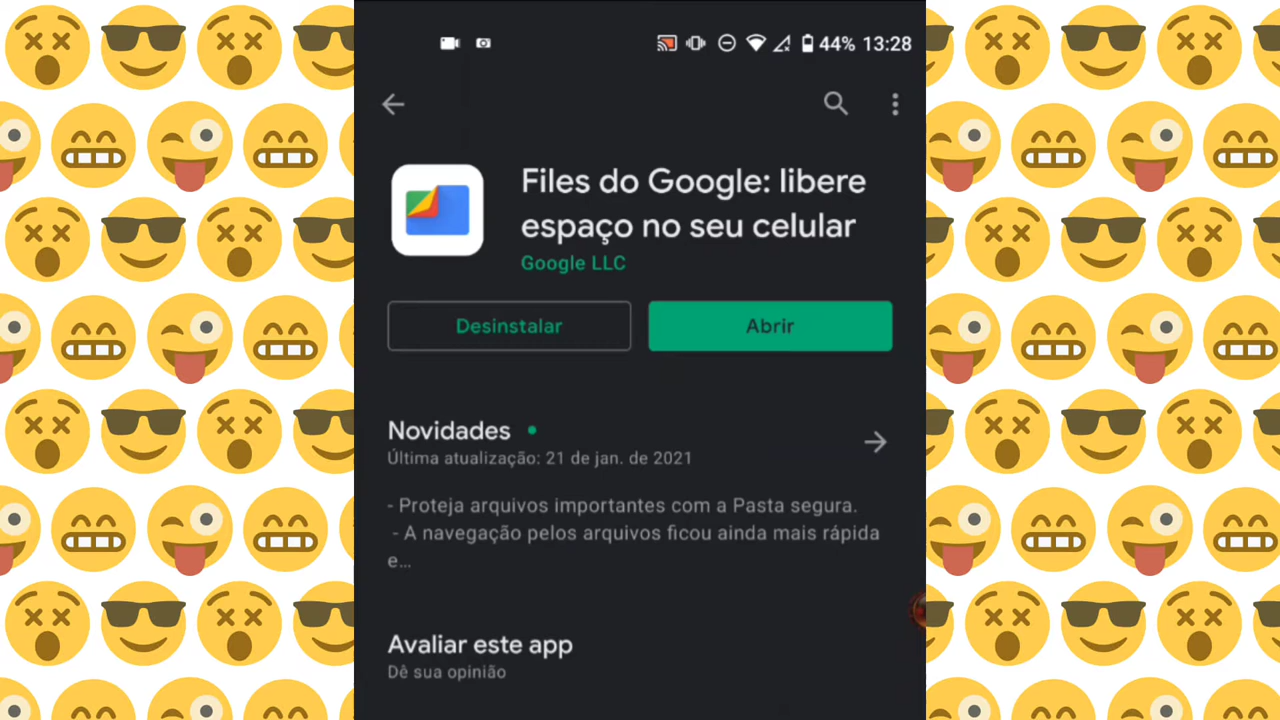 44% 13:28
Files do Google: libere
espaço no seu celular
Google LLC
Desinstalar
Abrir
Novidades
Última atualização: 21 de jan. de 2021
- Proteja arquivos importantes com a Pasta segura.
- A navegação pelos arquivos ficou ainda mais rápida
e...
Avaliar este app
Dê sua opinião